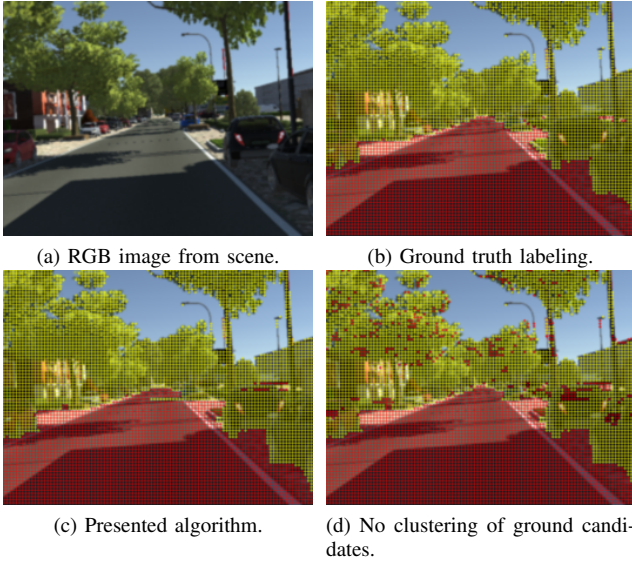 (a) RGB image from scene.
(b) Ground truth labeling.
(c) Presented algorithm.
(d) No clustering of ground candi-
dates.